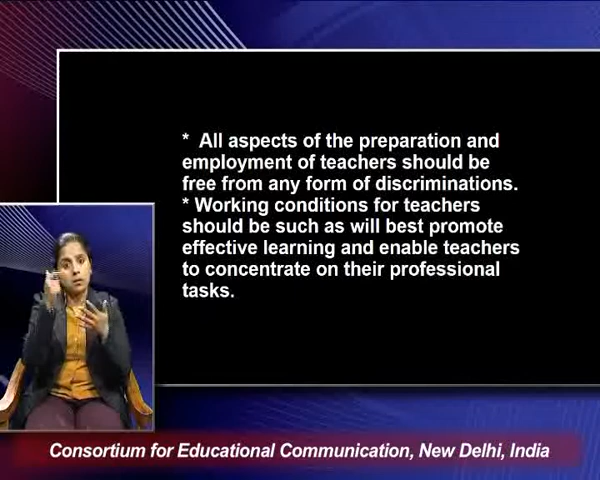 * All aspects of the preparation and
employment of teachers should be
free from any form of discriminations.
* Working conditions for teachers
should be such as will best promote
effective learning and enable teachers
to concentrate on their professional
tasks.
Consortium for Educational Communication, New Delhi, India